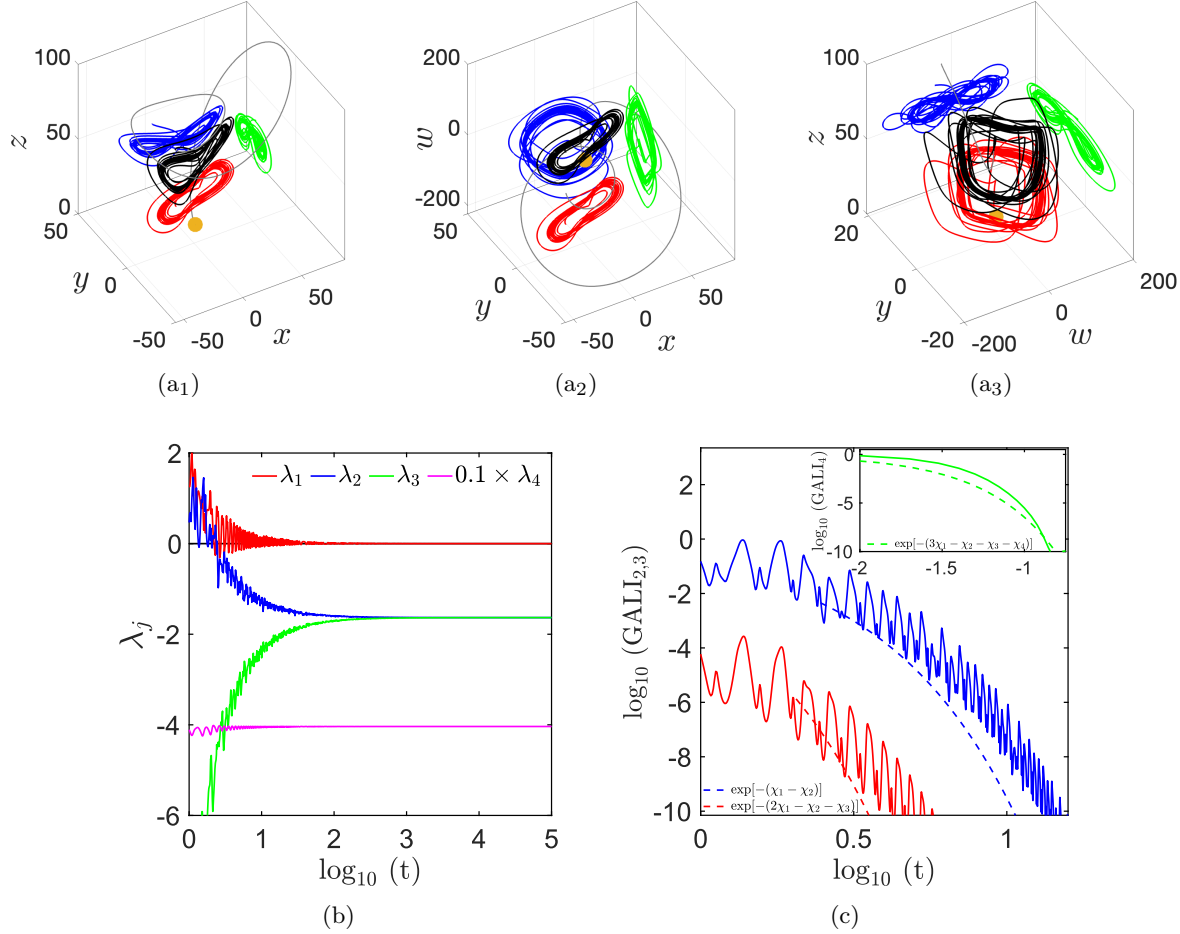 100
50
0
z
50
0
-50
y
-50
0
50
x
(a1)
200
0
-200
w
50
0
-50
y
-50
0
50
x
(a2)
100
50
0
z
20
0
-20
y
-200
0
200
w
(a3)
2
0
-2
-4
-6
λj
λ1 λ2 λ3 0.1 × λ4
0 1 2 3 4 5
log10 (t)
(b)
2
0
-2
-4
-6
-8
-10
log10 (GALI2,3)
exp[-(χ1 − χ2)]
exp[-(2χ1 − χ2 − χ3)]
0 0.5 1
log10 (t)
0
-5
-10
log10 (GALI4)
exp[-(3χ1 − χ2 − χ3 − χ4)]
-2 -1.5 -1
(c)